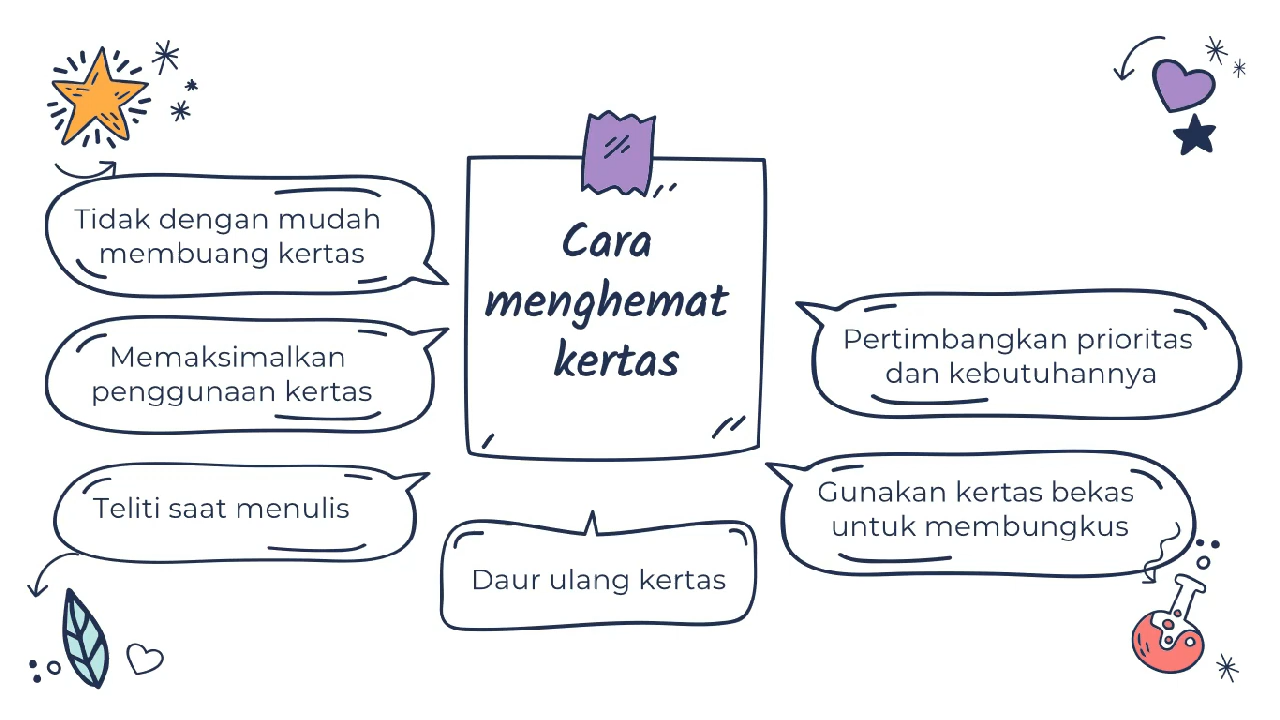 Cara
menghemat
kertas
Tidak dengan mudah
membuang kertas
Memaksimalkan
penggunaan kertas
Teliti saat menulis
Daur ulang kertas
Pertimbangkan prioritas
dan kebutuhannya
Gunakan kertas bekas
untuk membungkus